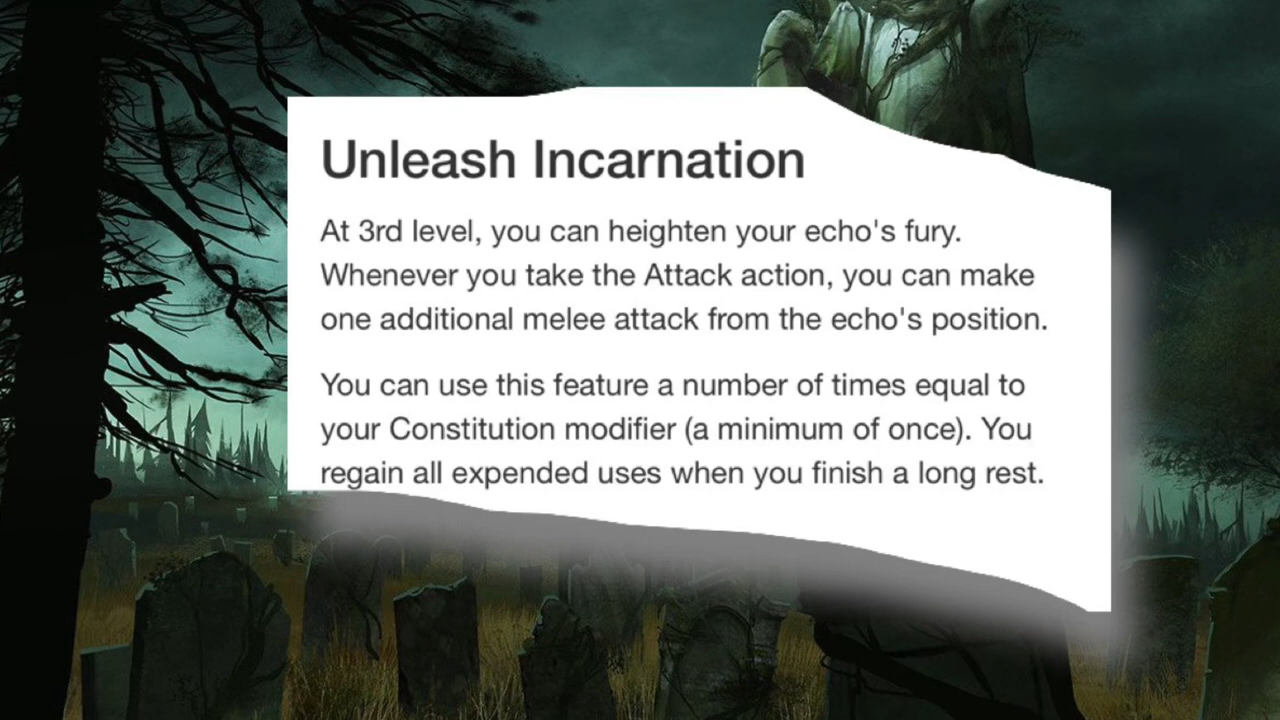 Unleash Incarnation
At 3rd level, you can heighten your echo's fury.
Whenever you take the Attack action, you can make
one additional melee attack from the echo's position.
You can use this feature a number of times equal to
your Constitution modifier (a minimum of once). You
regain all expended uses when you finish a long rest.